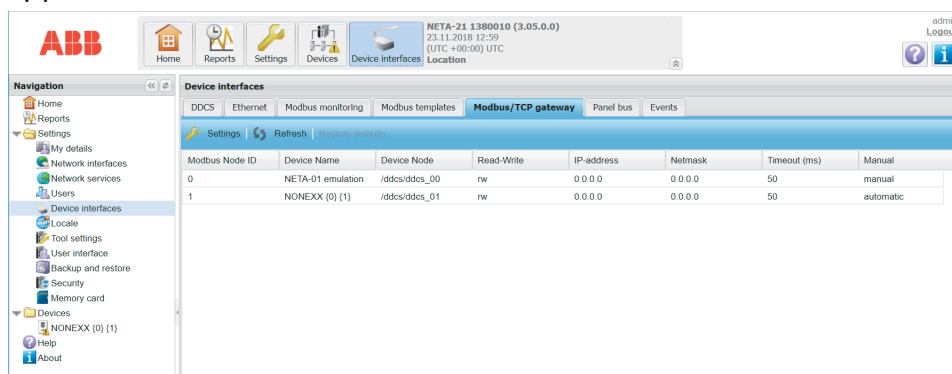 ABB
Home
Reports
Settings
Devices
Device interfaces
NETA-21 1380010 (3.05.0.0)
23.11.2018 12:59
(UTC +00:00) UTC
Location
Navigation
Home
Reports
Settings
My details
Network interfaces
Network services
Users
Device interfaces
Locale
Tool settings
User interface
Backup and restore
Security
Memory card
Devices
NONEXX {0} {1}
Help
About
Device interfaces
DDCS Ethernet Modbus monitoring Modbus templates Modbus/TCP gateway Panel bus Events
Settings Refresh Restore defaults...
Modbus Node ID Device Name Device Node Read-Write IP-address Netmask Timeout (ms) Manual
0 NETA-01 emulation /ddcs/ddcs_00 rw 0.0.0.0 0.0.0.0 50 manual
1 NONEXX {0} {1} /ddcs/ddcs_01 rw 0.0.0.0 0.0.0.0 50 automatic